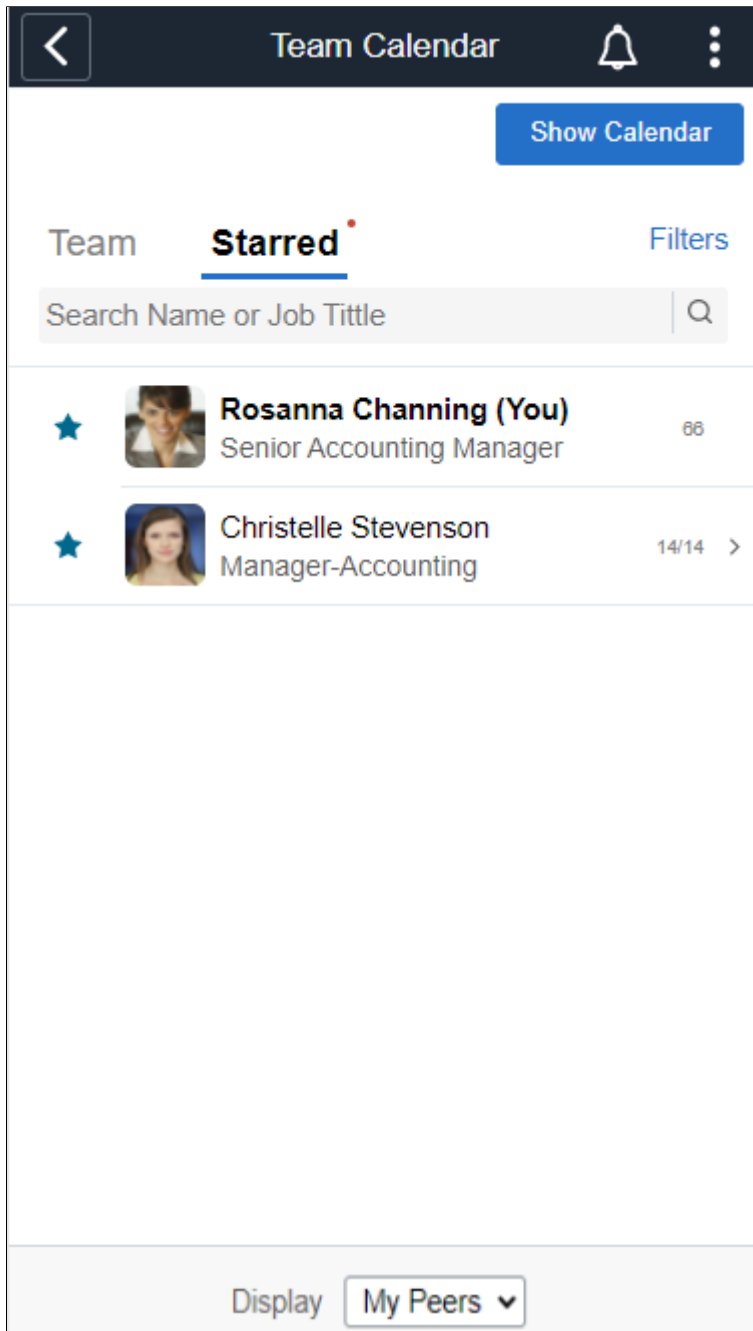 Team Calendar
Show Calendar
Team Starred Filters
Search Name or Job Tittle
Rosanna Channing (You)
Senior Accounting Manager
66
Christelle Stevenson
Manager-Accounting
14/14
Display My Peers